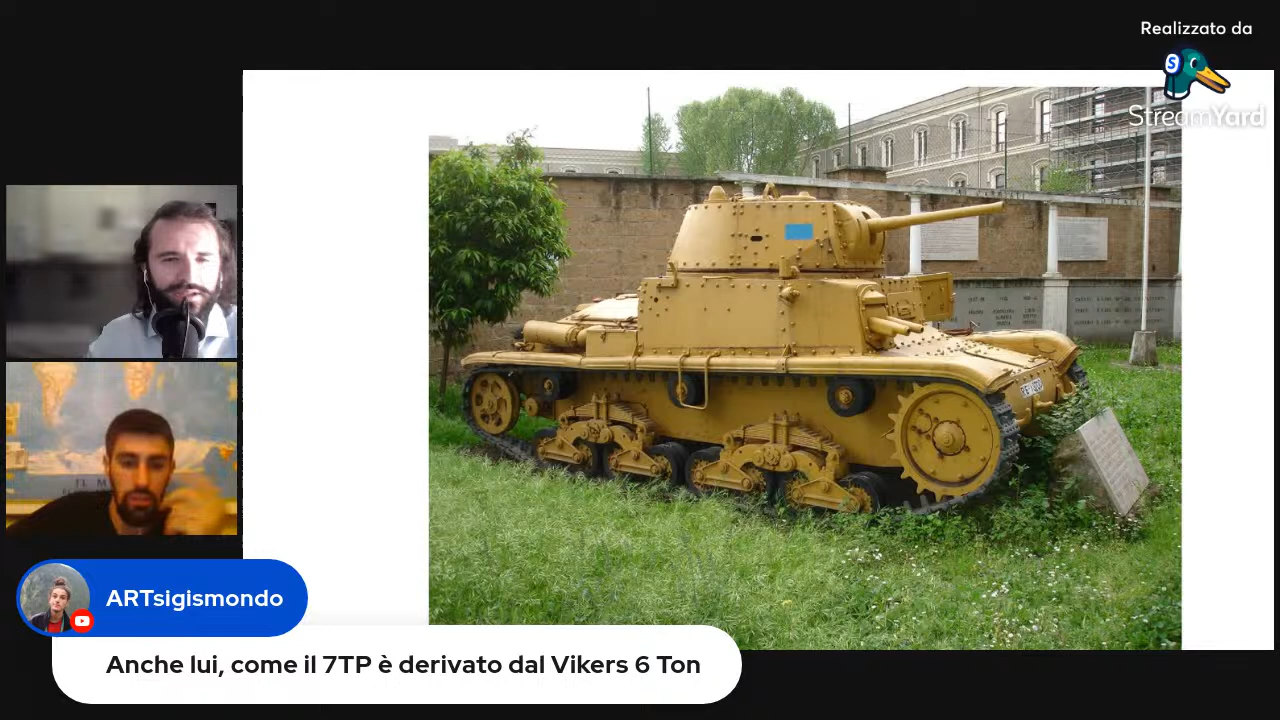 Realizzato da
StreamYard
ARTsigismondo
Anche lui, come il 7TP è derivato dal Vikers 6 Ton